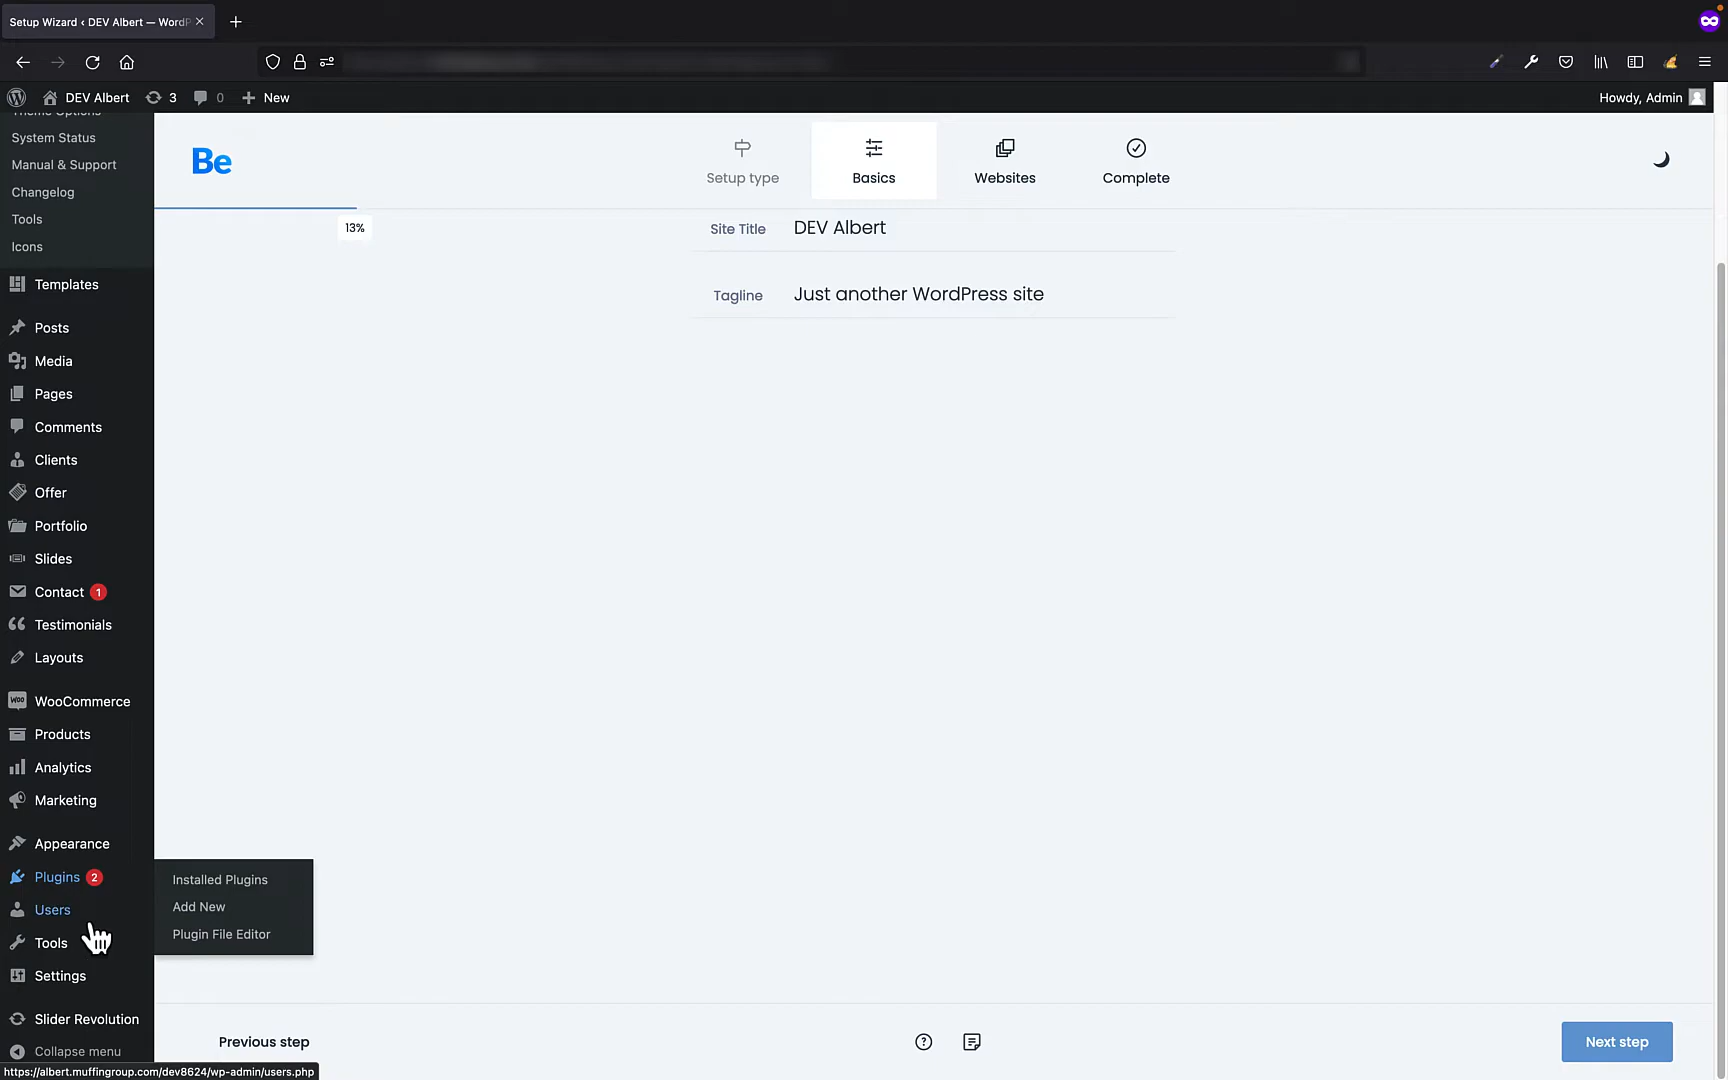 Setup Wizard ‹ DEV Albert — WordP
DEV Albert
3
0
New
Howdy, Admin
Theme Options
System Status
Manual & Support
Changelog
Tools
Icons
Templates
Posts
Media
Pages
Comments
Clients
Offer
Portfolio
Slides
Contact 1
Testimonials
Layouts
WooCommerce
Products
Analytics
Marketing
Appearance
Plugins 2
Users
Tools
Settings
Slider Revolution
Collapse menu
Installed Plugins
Add New
Plugin File Editor
https://albert.muffingroup.com/dev8624/wp-admin/users.php
Be
Setup type
Basics
Websites
Complete
13%
Site Title DEV Albert
Tagline Just another WordPress site
Previous step
Next step